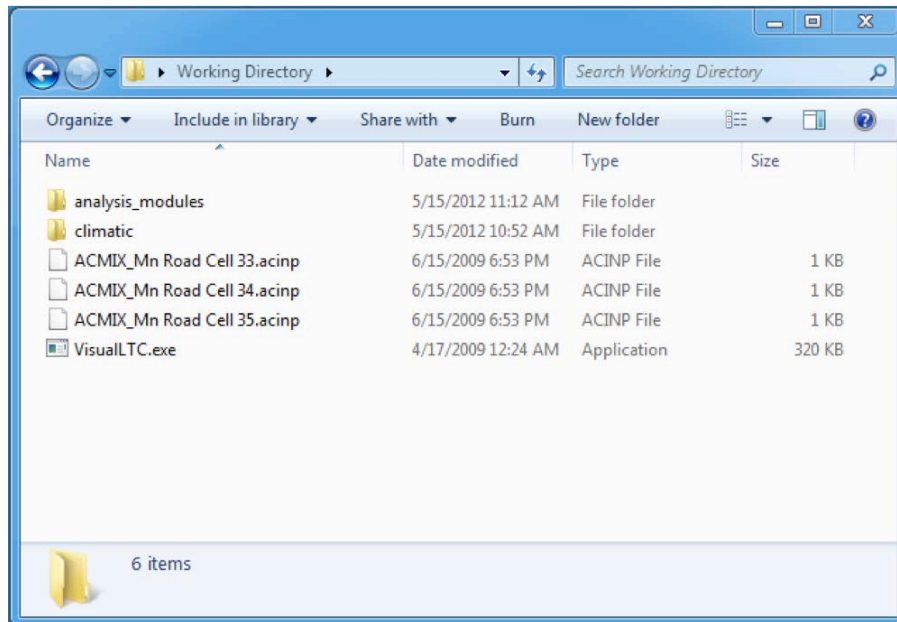 Working Directory
Search Working Directory
Organize Include in library Share with Burn New folder
Name Date modified Type Size
analysis_modules 5/15/2012 11:12 AM File folder
climatic 5/15/2012 10:52 AM File folder
ACMIX_Mn Road Cell 33.acinp 6/15/2009 6:53 PM ACINP File 1 KB
ACMIX_Mn Road Cell 34.acinp 6/15/2009 6:53 PM ACINP File 1 KB
ACMIX_Mn Road Cell 35.acinp 6/15/2009 6:53 PM ACINP File 1 KB
VisualLTC.exe 4/17/2009 12:24 AM Application 320 KB
6 items